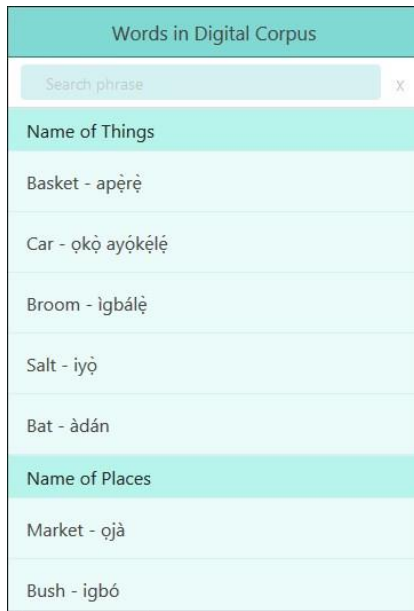 Words in Digital Corpus
Search phrase x
Name of Things
Basket - apẹ̀rẹ̀
Car - ọkọ̀ ayọ́kẹ́lẹ́
Broom - ìgbálẹ̀
Salt - iyọ̀
Bat - àdán
Name of Places
Market - ọjà
Bush - igbó